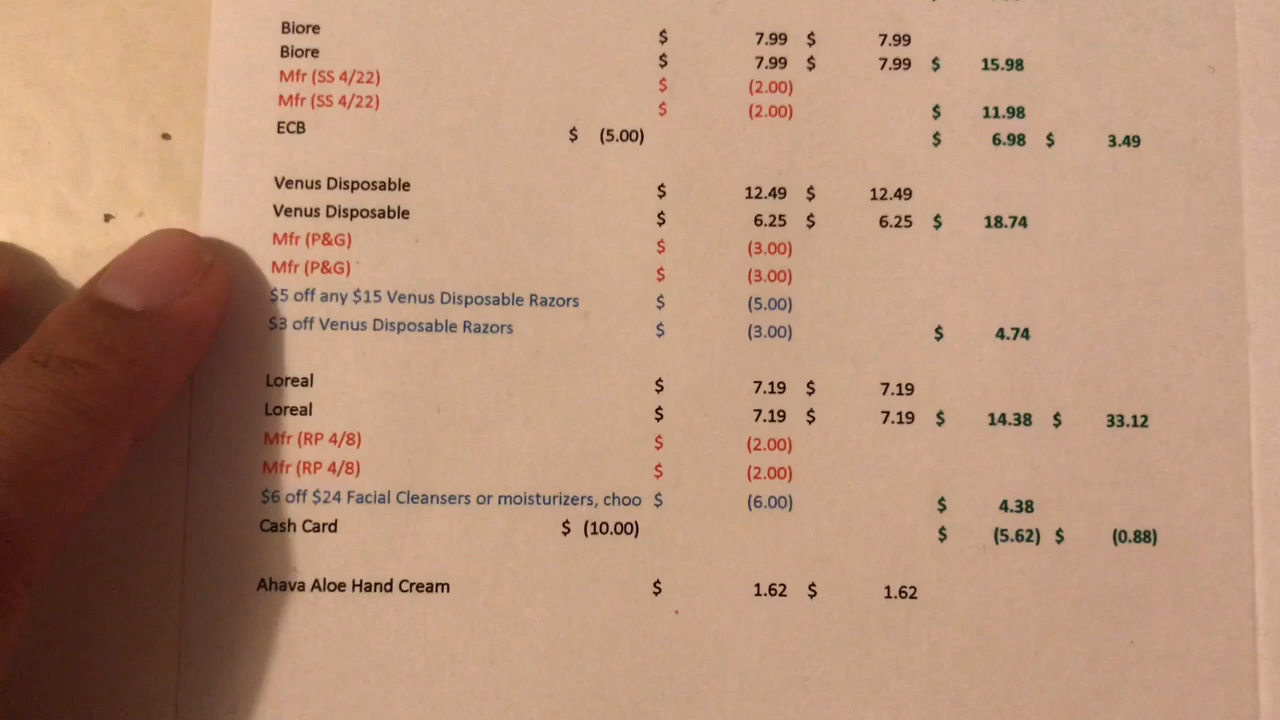 Biore $ 7.99 $ 7.99
Biore $ 7.99 $ 7.99 $ 15.98
Mfr (SS 4/22) $ (2.00)
Mfr (SS 4/22) $ (2.00) $ 11.98
ECB $ (5.00) $ 6.98 $ 3.49
Venus Disposable $ 12.49 $ 12.49
Venus Disposable $ 6.25 $ 6.25 $ 18.74
Mfr (P&G) $ (3.00)
Mfr (P&G) $ (3.00)
$5 off any $15 Venus Disposable Razors $ (5.00)
$3 off Venus Disposable Razors $ (3.00) $ 4.74
Loreal $ 7.19 $ 7.19
Loreal $ 7.19 $ 7.19 $ 14.38 $ 33.12
Mfr (RP 4/8) $ (2.00)
Mfr (RP 4/8) $ (2.00)
$6 off $24 Facial Cleansers or moisturizers, choo $ (6.00) $ 4.38
Cash Card $ (10.00) $ (5.62) $ (0.88)
Ahava Aloe Hand Cream $ 1.62 $ 1.62